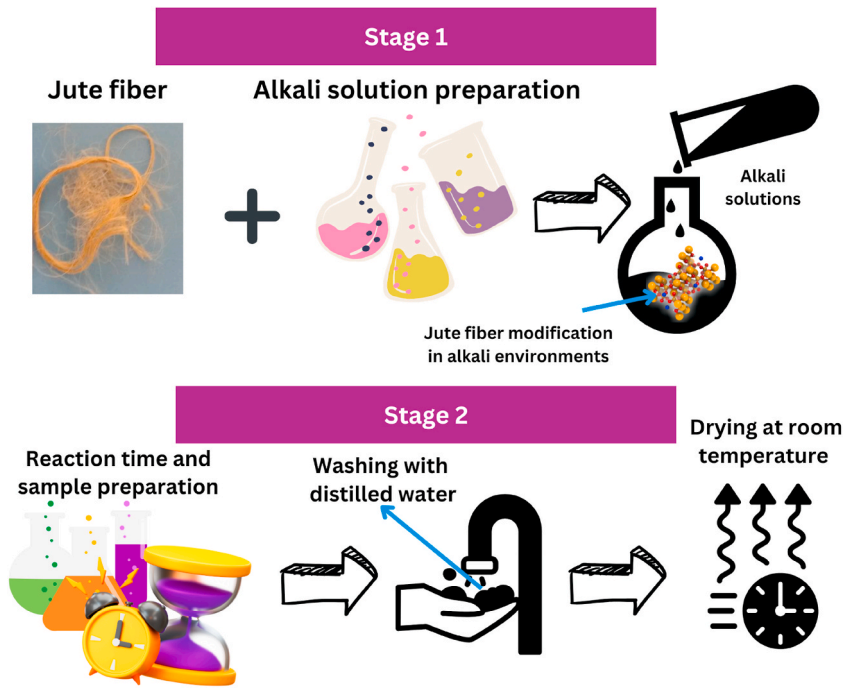 Stage 1
Jute fiber
Alkali solution preparation
Alkali
solutions
Jute fiber modification
in alkali environments
Stage 2
Reaction time and
sample preparation
Washing with
distilled water
Drying at room
temperature